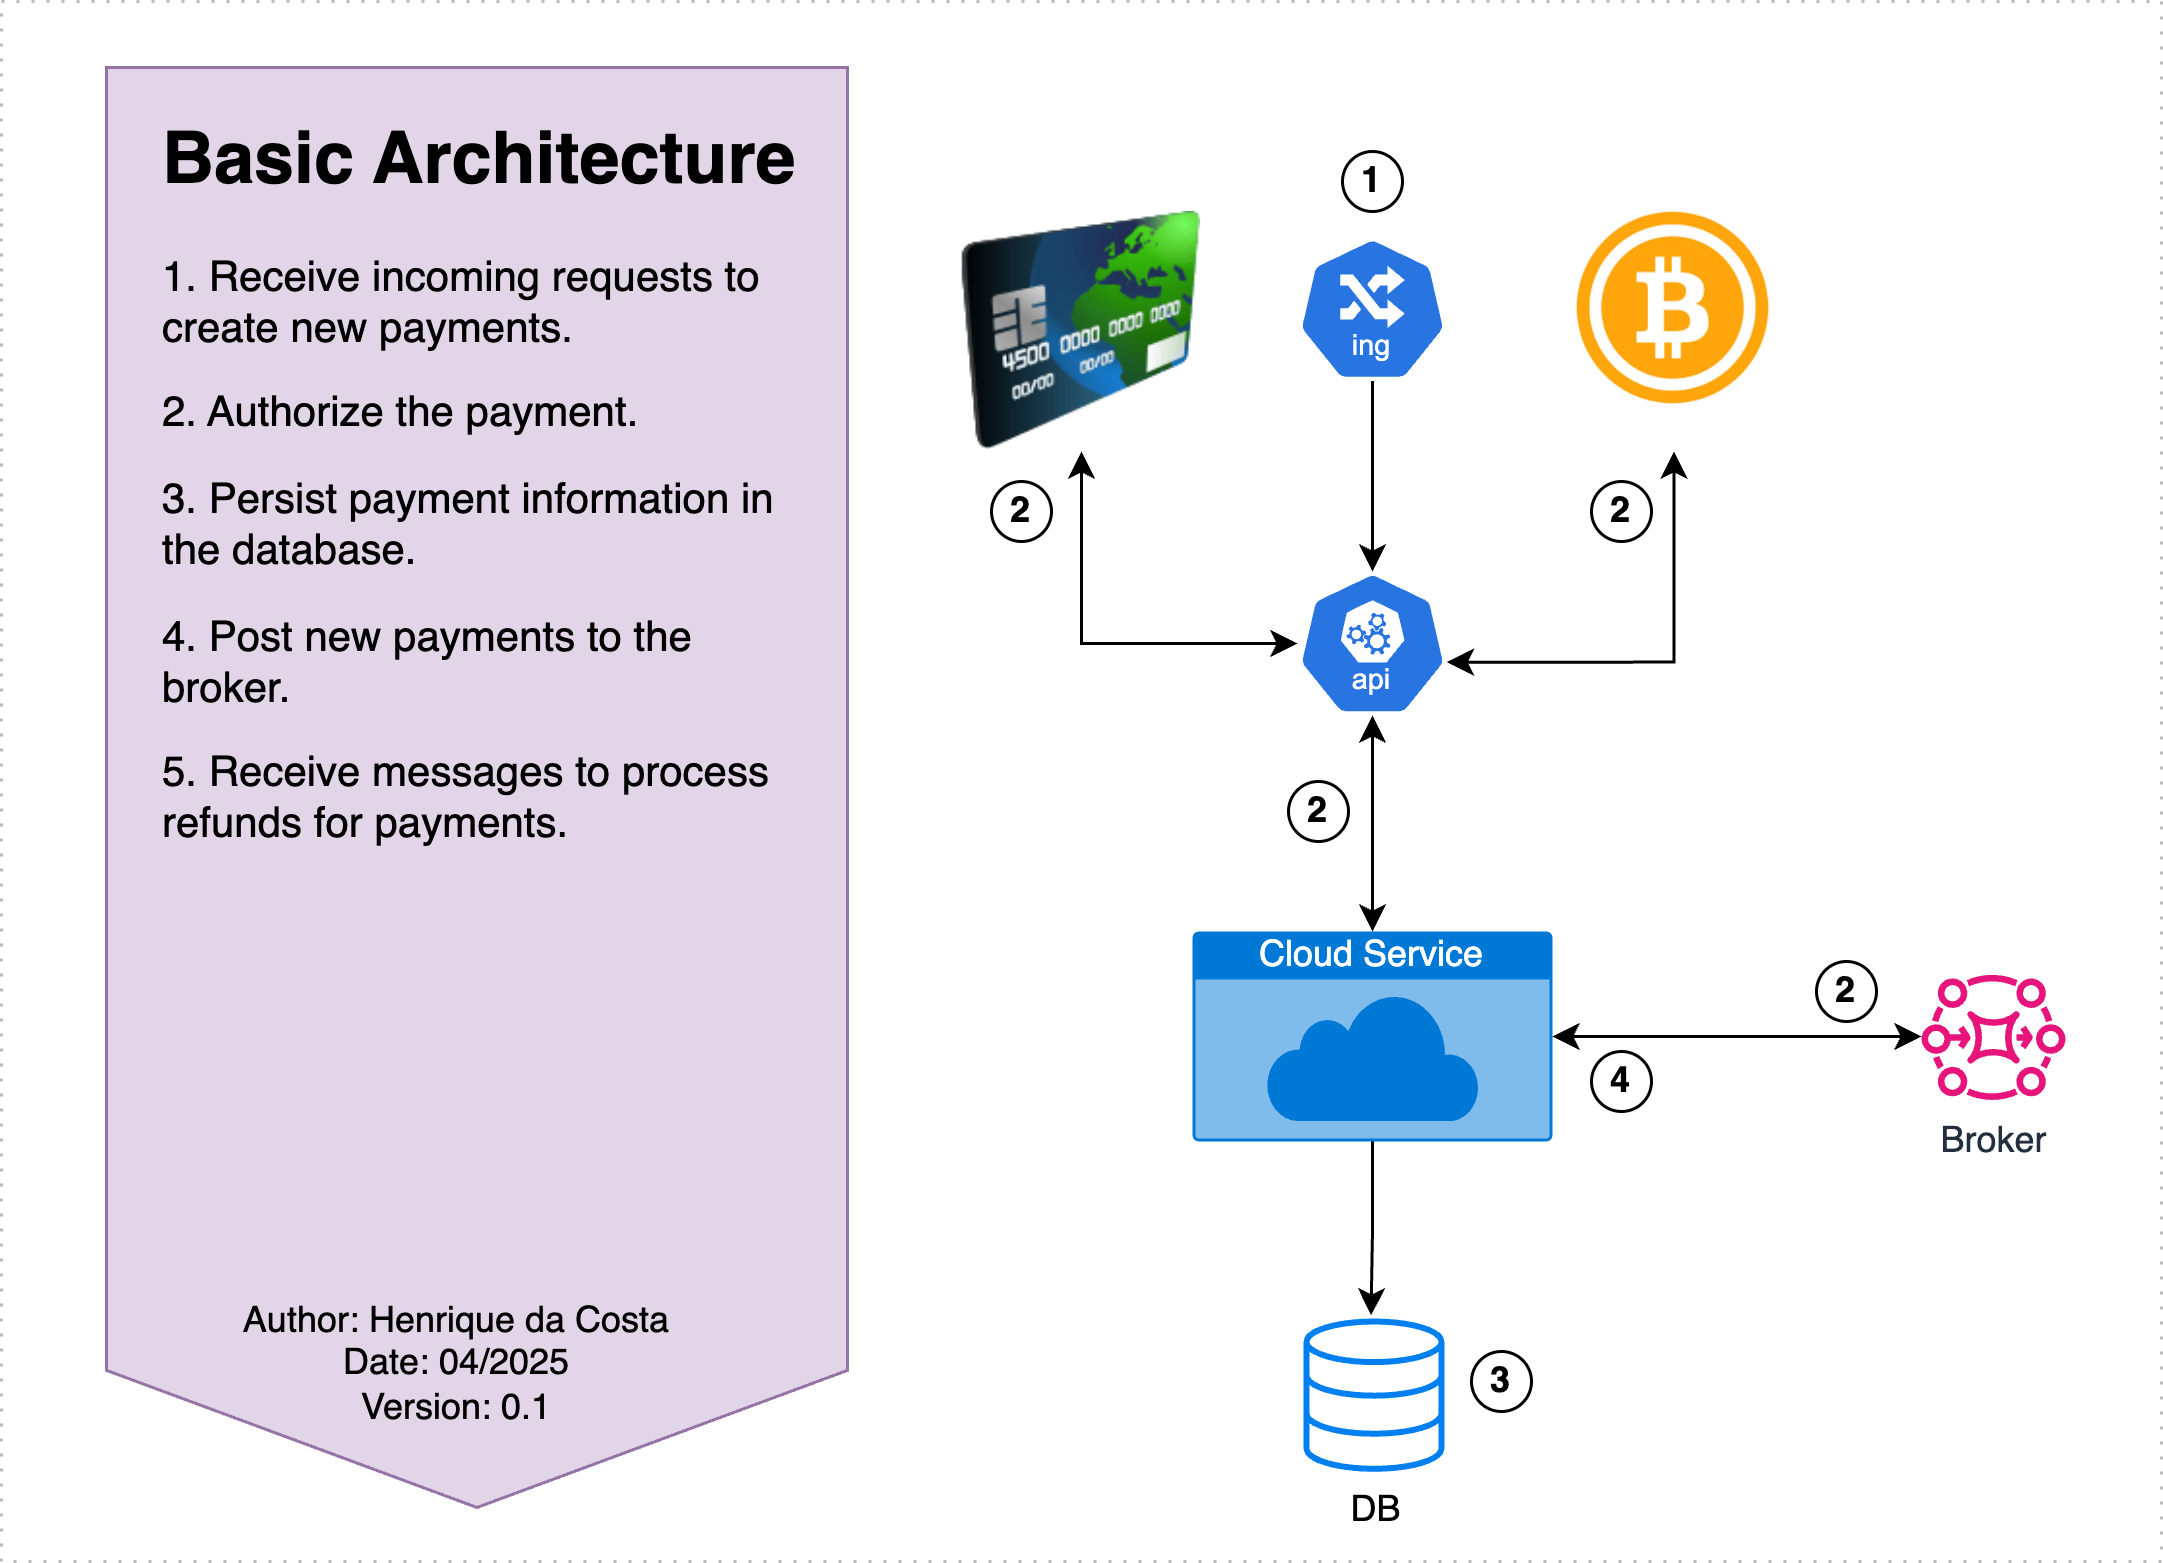 Basic Architecture
1. Receive incoming requests to
create new payments.
2. Authorize the payment.
3. Persist payment information in
the database.
4. Post new payments to the
broker.
5. Receive messages to process
refunds for payments.
Author: Henrique da Costa
Date: 04/2025
Version: 0.1
1
4500 0000 0000 0000
00/00 00/00
ing
2
2
api
2
Cloud Service
2
4
Broker
3
DB